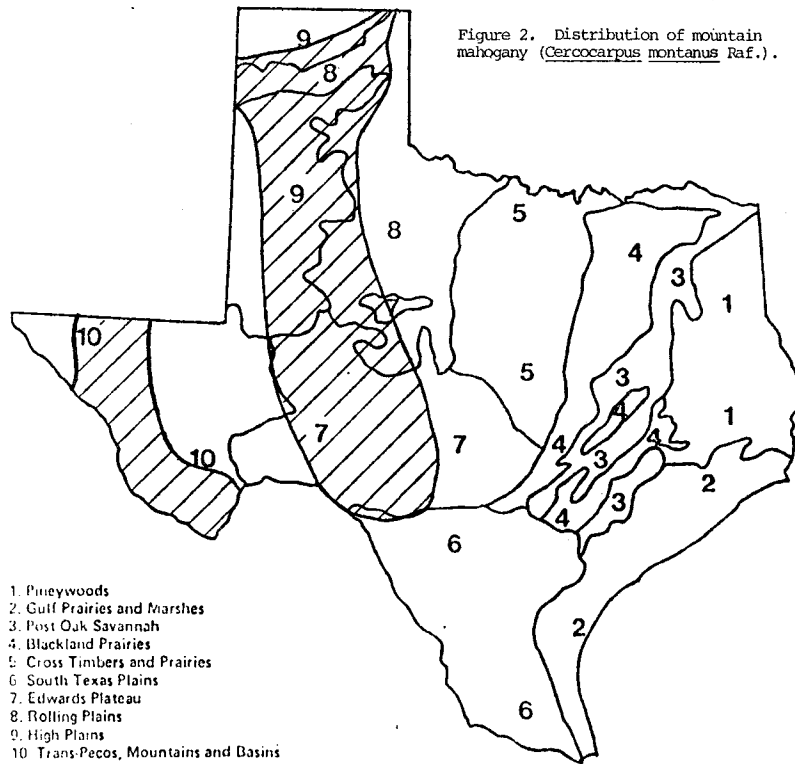 Figure 2. Distribution of mountain
mahogany (Cercocarpus montanus Raf.).
9
8
9
8
5
4
3
1
10
5
3
4
1
7
10
7
4
3
4
2
3
4
6
2
6
1. Pineywoods
2. Gulf Prairies and Marshes
3. Post Oak Savannah
4. Blackland Prairies
5. Cross Timbers and Prairies
6 South Texas Plains
7. Edwards Plateau
8. Rolling Plains
9. High Plains
10 Trans-Pecos, Mountains and Basins